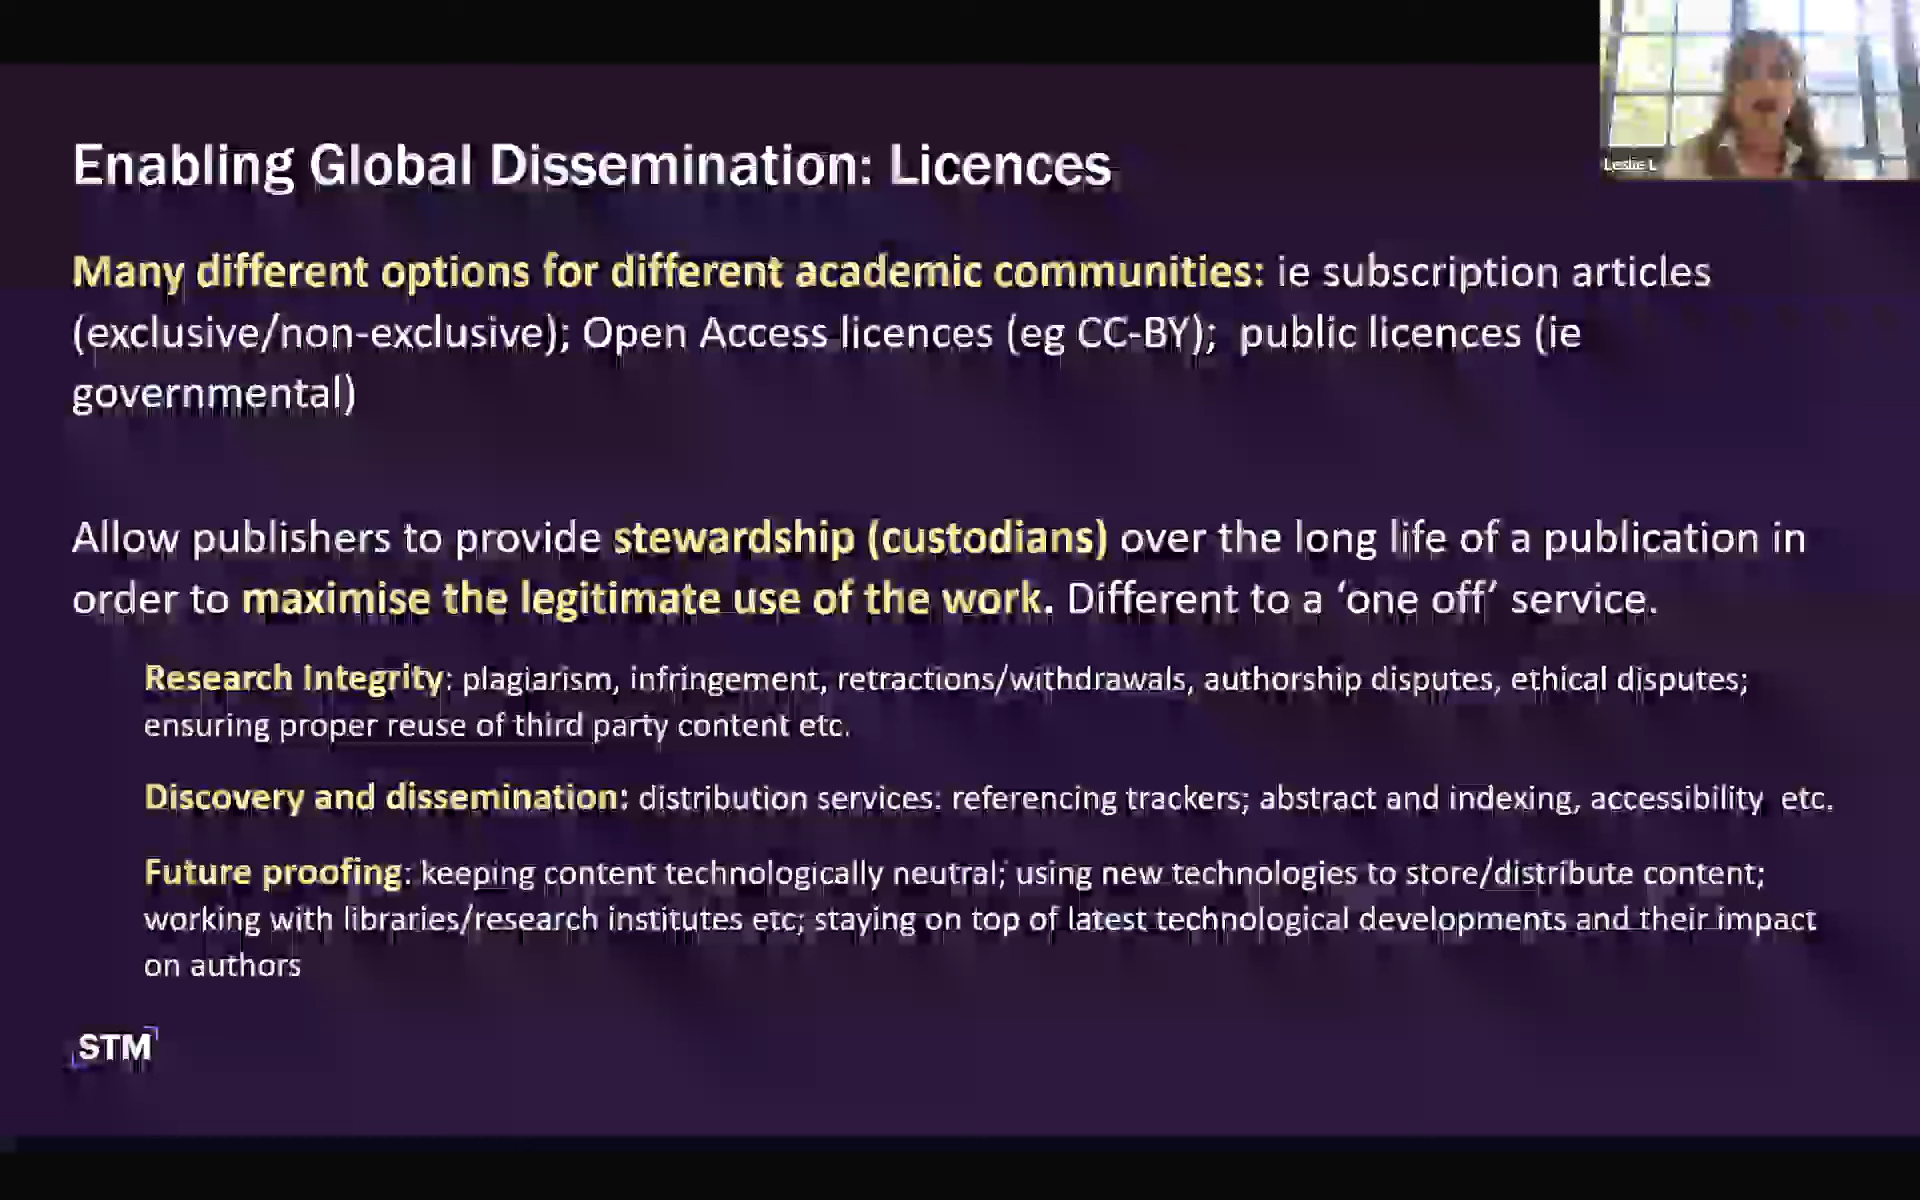 Leslie L
Enabling Global Dissemination: Licences
Many different options for different academic communities: ie subscription articles
(exclusive/non-exclusive); Open Access licences (eg CC-BY);  public licences (ie
governmental)
Allow publishers to provide stewardship (custodians) over the long life of a publication in
order to maximise the legitimate use of the work. Different to a ‘one off’ service.
Research Integrity: plagiarism, infringement, retractions/withdrawals, authorship disputes, ethical disputes;
ensuring proper reuse of third party content etc.
Discovery and dissemination: distribution services: referencing trackers; abstract and indexing, accessibility  etc.
Future proofing: keeping content technologically neutral; using new technologies to store/distribute content;
working with libraries/research institutes etc; staying on top of latest technological developments and their impact
on authors
STM